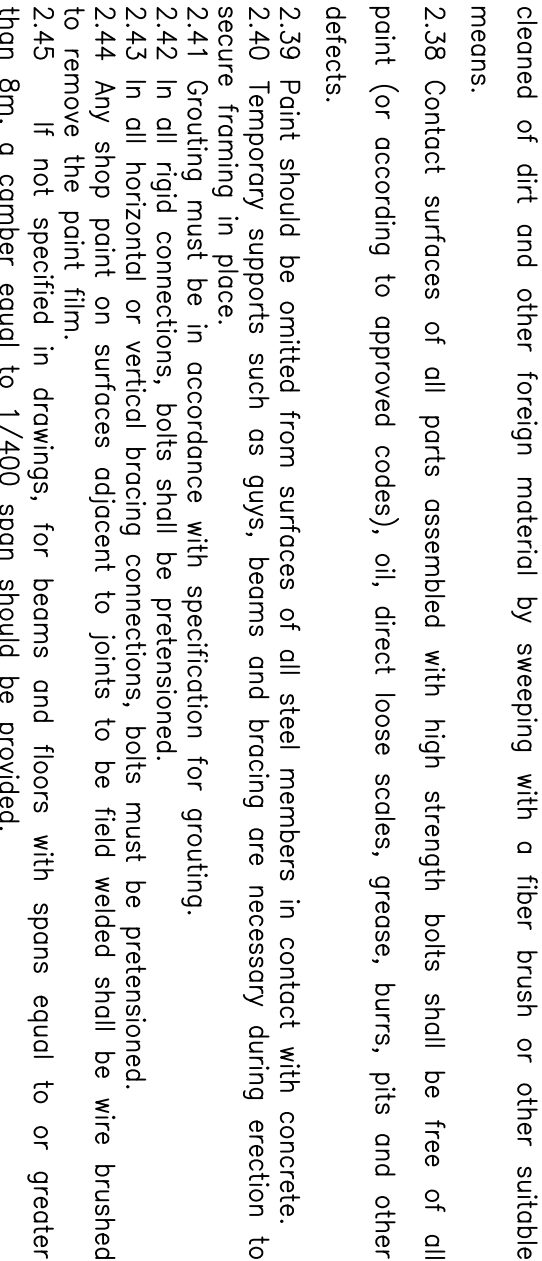 cleaned of dirt and other foreign material by sweeping with a fiber brush or other suitable
means.
2.38 Contact surfaces of all parts assembled with high strength bolts shall be free of all
paint (or according to approved codes), oil, direct loose scales, grease, burrs, pits and other
defects.
2.39 Paint should be omitted from surfaces of all steel members in contact with concrete.
2.40 Temporary supports such as guys, beams and bracing are necessary during erection to
secure framing in place.
2.41 Grouting must be in accordance with specification for grouting.
2.42 In all rigid connections, bolts shall be pretensioned.
2.43 In all horizontal or vertical bracing connections, bolts must be pretensioned.
2.44 Any shop paint on surfaces adjacent to joints to be field welded shall be wire brushed
to remove the paint film.
2.45 If not specified in drawings, for beams and floors with spans equal to or greater
than 8m, a camber equal to 1/400 span should be provided.